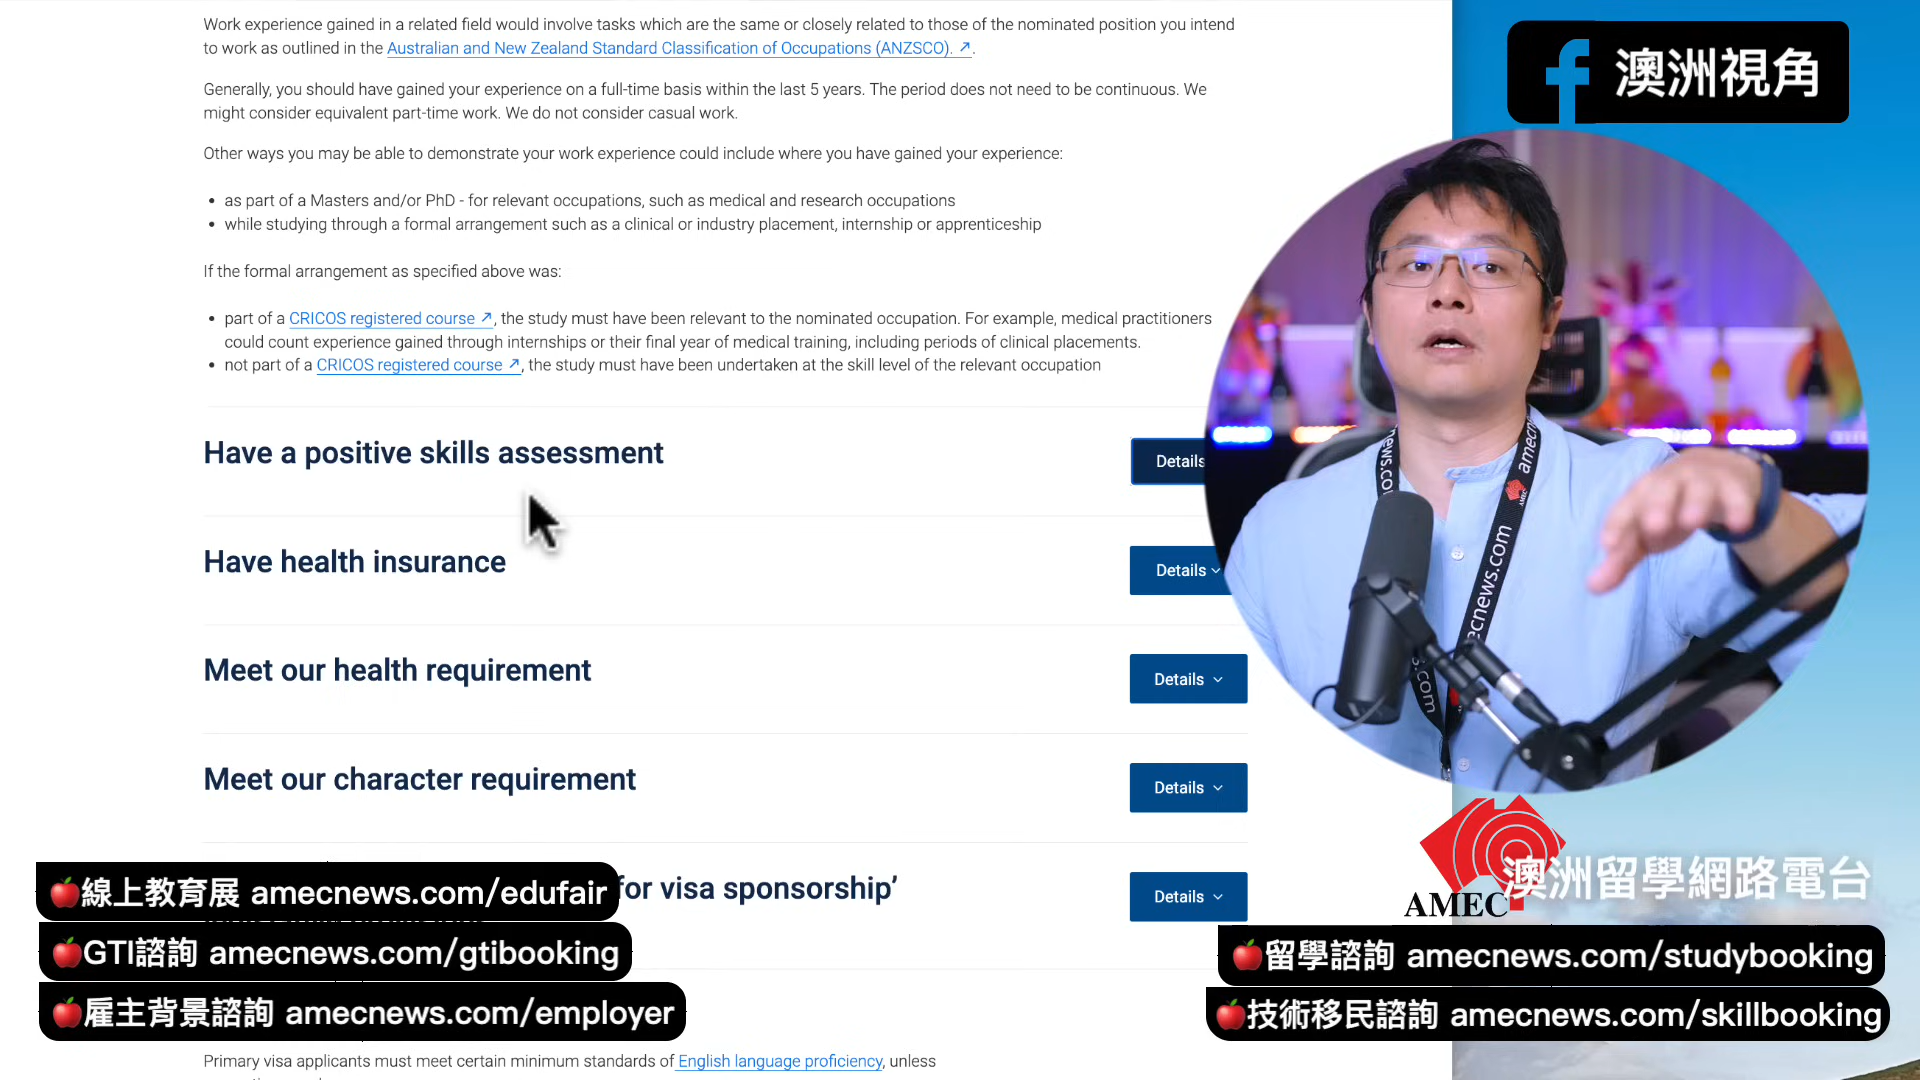 Work experience gained in a related field would involve tasks which are the same or closely related to those of the nominated position you intend
to work as outlined in the Australian and New Zealand Standard Classification of Occupations (ANZSCO). ↗.
Generally, you should have gained your experience on a full-time basis within the last 5 years. The period does not need to be continuous. We
might consider equivalent part-time work. We do not consider casual work.
Other ways you may be able to demonstrate your work experience could include where you have gained your experience:
• as part of a Masters and/or PhD - for relevant occupations, such as medical and research occupations
• while studying through a formal arrangement such as a clinical or industry placement, internship or apprenticeship
If the formal arrangement as specified above was:
• part of a CRICOS registered course ↗, the study must have been relevant to the nominated occupation. For example, medical practitioners
could count experience gained through internships or their final year of medical training, including periods of clinical placements.
• not part of a CRICOS registered course ↗, the study must have been undertaken at the skill level of the relevant occupation
Have a positive skills assessment
Details
Have health insurance
Details
Meet our health requirement
Details
Meet our character requirement
Details
for visa sponsorship’
Details
Primary visa applicants must meet certain minimum standards of English language proficiency, unless
澳洲視角
amecnews.com
AMEC
澳洲留學網路電台
🍎線上教育展 amecnews.com/edufair
🍎GTI諮詢 amecnews.com/gtibooking
🍎雇主背景諮詢 amecnews.com/employer
🍎留學諮詢 amecnews.com/studybooking
🍎技術移民諮詢 amecnews.com/skillbooking